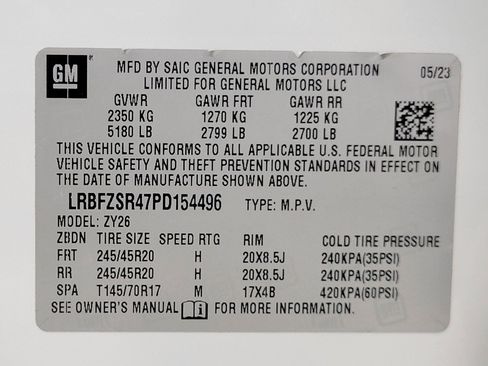 GM
MFD BY SAIC GENERAL MOTORS CORPORATION 05/23
LIMITED FOR GENERAL MOTORS LLC
GVWR GAWR FRT GAWR RR
2350 KG 1270 KG 1225 KG
5180 LB 2799 LB 2700 LB
THIS VEHICLE CONFORMS TO ALL APPLICABLE U.S. FEDERAL MOTOR
VEHICLE SAFETY AND THEFT PREVENTION STANDARDS IN EFFECT ON
THE DATE OF MANUFACTURE SHOWN ABOVE.
LRBFZSR47PD154496 TYPE: M.P.V.
MODEL: ZY26
ZBDN TIRE SIZE SPEED RTG RIM COLD TIRE PRESSURE
FRT 245/45R20 H 20X8.5J 240KPA(35PSI)
RR 245/45R20 H 20X8.5J 240KPA(35PSI)
SPA T145/70R17 M 17X4B 420KPA(60PSI)
SEE OWNER'S MANUAL i FOR MORE INFORMATION.